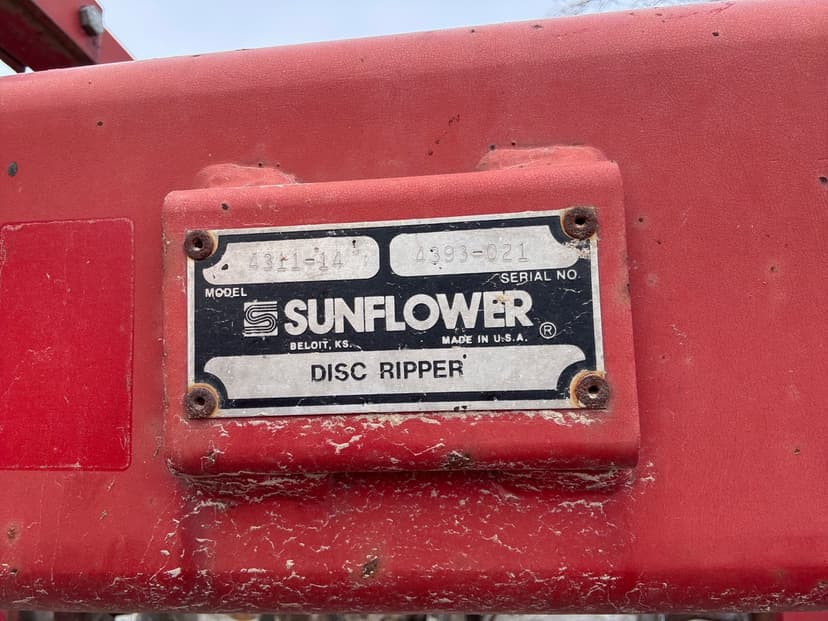 4311-14 4393-021
MODEL SERIAL NO.
SUNFLOWER ®
BELOIT, KS. MADE IN U.S.A.
DISC RIPPER